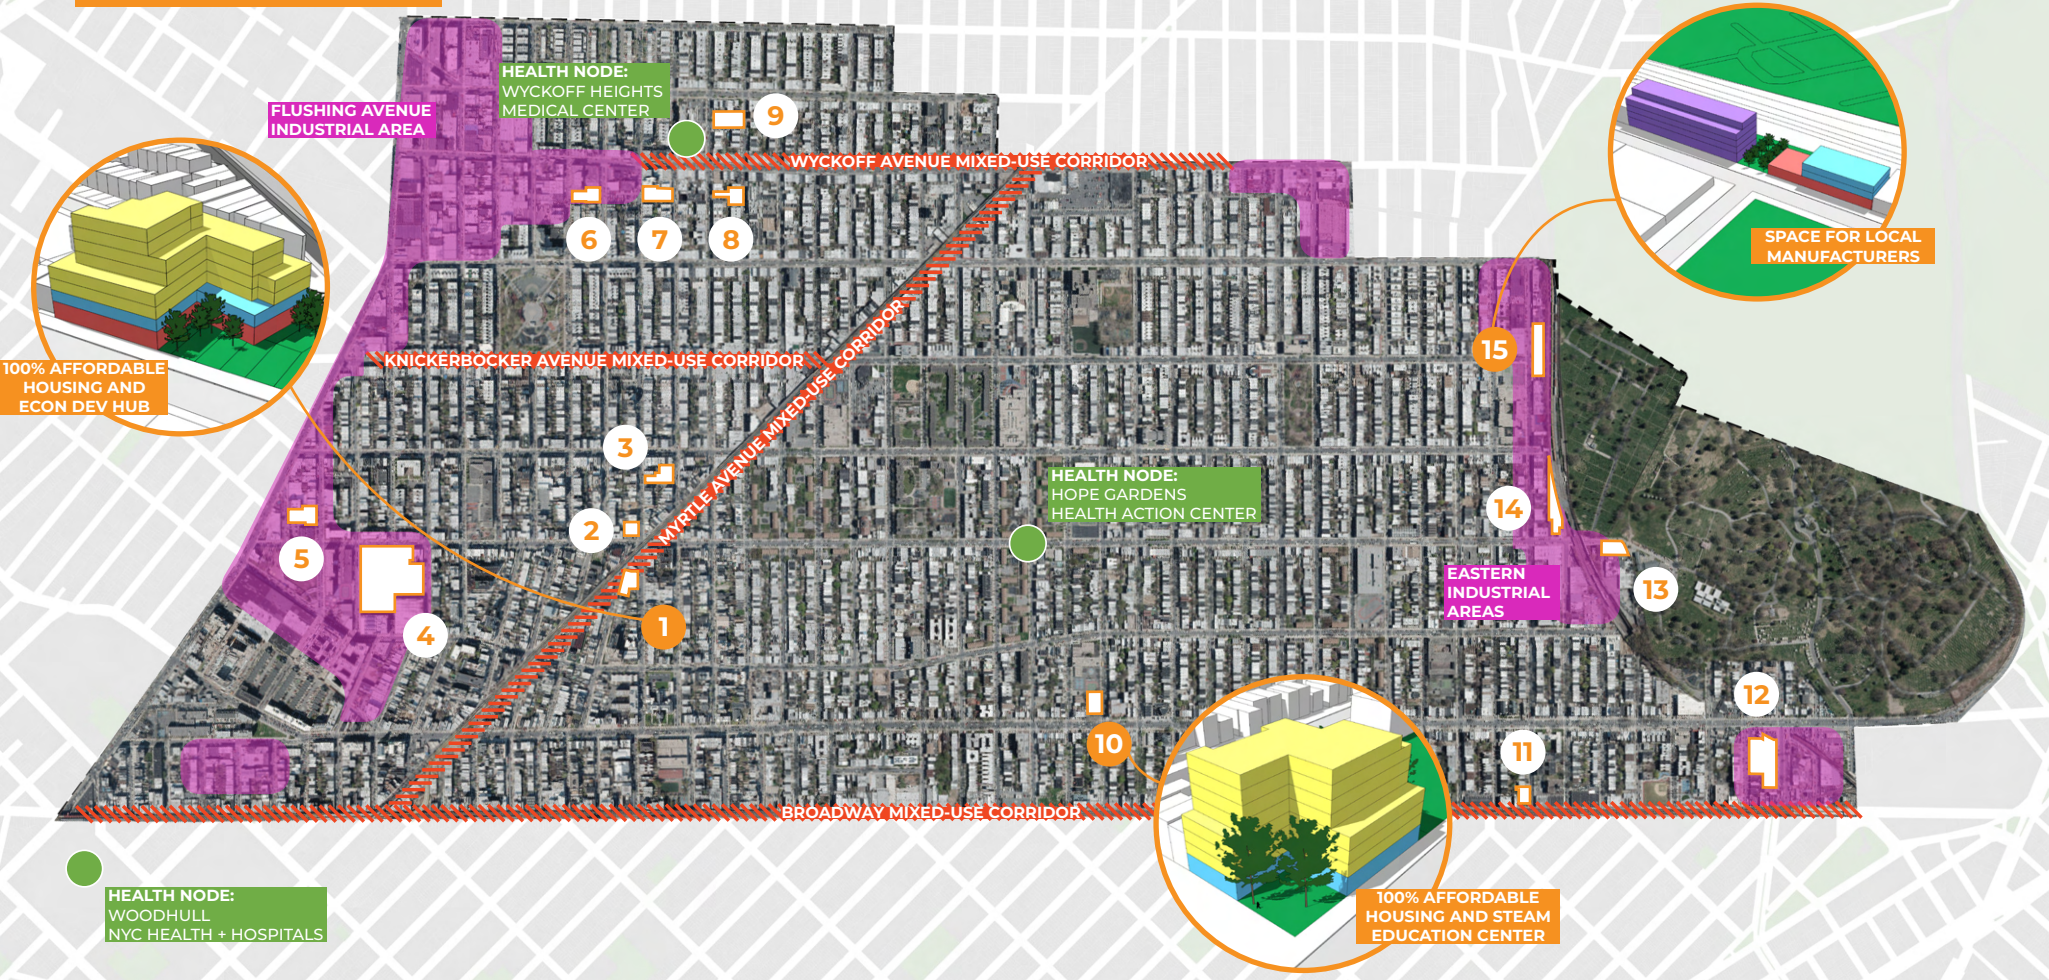 HEALTH NODE:
WYCKOFF HEIGHTS
MEDICAL CENTER
FLUSHING AVENUE
INDUSTRIAL AREA
9
WYCKOFF AVENUE MIXED-USE CORRIDOR
6
7
8
SPACE FOR LOCAL
MANUFACTURERS
100% AFFORDABLE
HOUSING AND
ECON DEV HUB
KNICKERBOCKER AVENUE MIXED-USE CORRIDOR
MYRTLE AVENUE MIXED-USE CORRIDOR
15
3
2
HEALTH NODE:
HOPE GARDENS
HEALTH ACTION CENTER
14
5
EASTERN
INDUSTRIAL
AREAS
13
4
1
12
10
11
BROADWAY MIXED-USE CORRIDOR
HEALTH NODE:
WOODHULL
NYC HEALTH + HOSPITALS
100% AFFORDABLE
HOUSING AND STEAM
EDUCATION CENTER